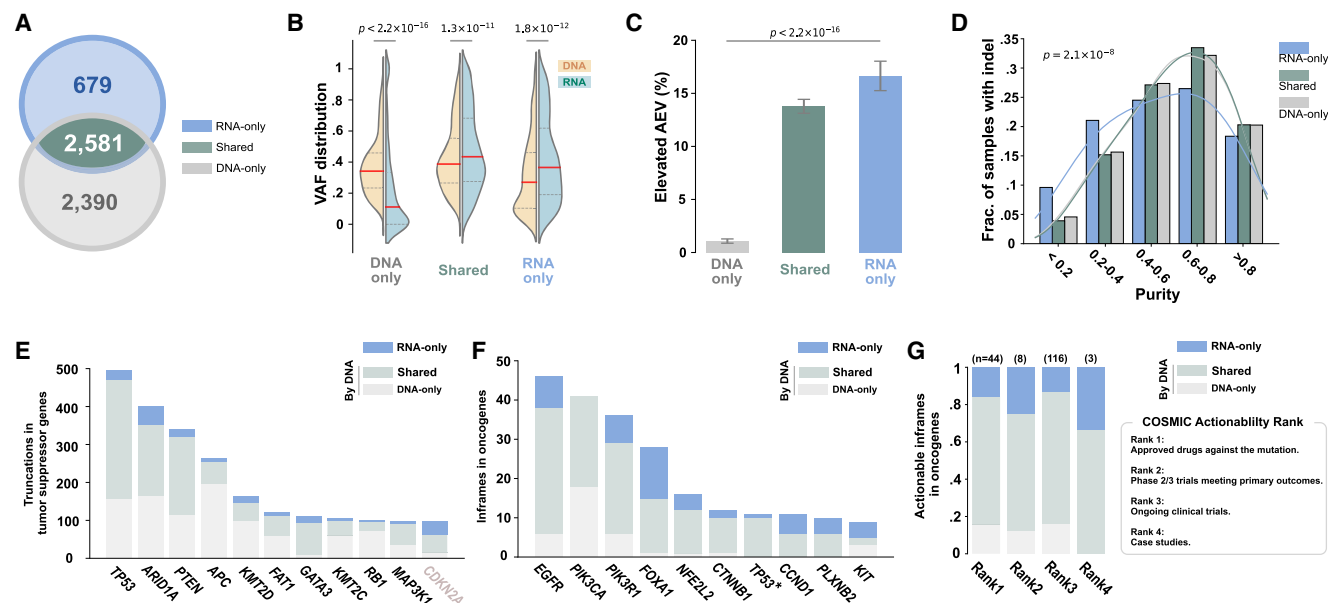 A
679
2,581
2,390
RNA-only
Shared
DNA-only
B
p < 2.2×10⁻¹⁶
1.3×10⁻¹¹
1.8×10⁻¹²
DNA
RNA
VAF distribution
1
.8
.6
.4
.2
0
DNA
only
Shared
RNA
only
C
p < 2.2×10⁻¹⁶
Elevated AEV (%)
20
15
10
5
0
DNA
only
Shared
RNA
only
D
p = 2.1×10⁻⁸
RNA-only
Shared
DNA-only
Frac. of samples with indel
.35
.3
.25
.2
.15
.1
.05
0
< 0.2
0.2-0.4
0.4-0.6
0.6-0.8
>0.8
Purity
E
RNA-only
Shared
DNA-only
By DNA
Truncations in
tumor suppressor genes
500
400
300
200
100
0
TP53
ARID1A
PTEN
APC
KMT2D
FAT1
GATA3
KMT2C
RB1
MAP3K1
CDKN2A
F
RNA-only
Shared
DNA-only
By DNA
Inframes in oncogenes
50
40
30
20
10
0
EGFR
PIK3CA
PIK3R1
FOXA1
NFE2L2
CTNNB1
TP53*
CCND1
PLXNB2
KIT
G
(n=44)
(8)
(116)
(3)
RNA-only
Shared
DNA-only
By DNA
Actionable inframes
in oncogenes
1
.8
.6
.4
.2
0
Rank1
Rank2
Rank3
Rank4
COSMIC Actionablilty Rank
Rank 1:
Approved drugs against the mutation.
Rank 2:
Phase 2/3 trials meeting primary outcomes.
Rank 3:
Ongoing clinical trials.
Rank 4:
Case studies.